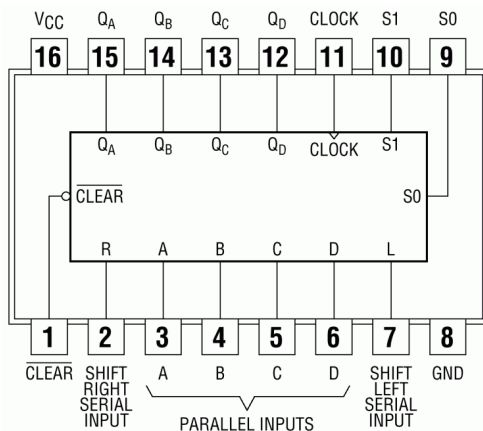 VCC QA QB QC QD CLOCK S1 S0
16 15 14 13 12 11 10 9
QA QB QC QD CLOCK S1
CLEAR S0
R A B C D L
1 2 3 4 5 6 7 8
CLEAR SHIFT RIGHT SERIAL INPUT A B C D SHIFT LEFT SERIAL INPUT GND
PARALLEL INPUTS